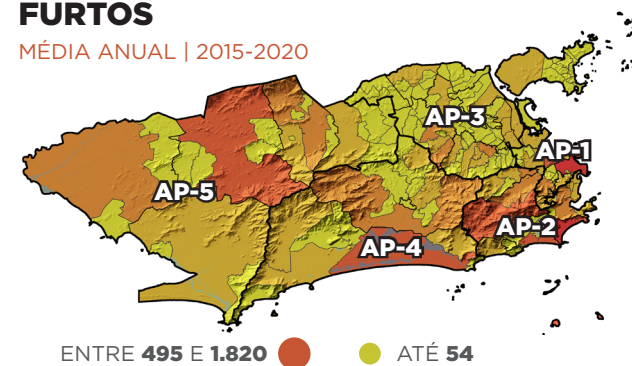 FURTOS
MÉDIA ANUAL | 2015-2020
AP-3
AP-1
AP-5
AP-2
AP-4
ENTRE 495 E 1.820
ATÉ 54